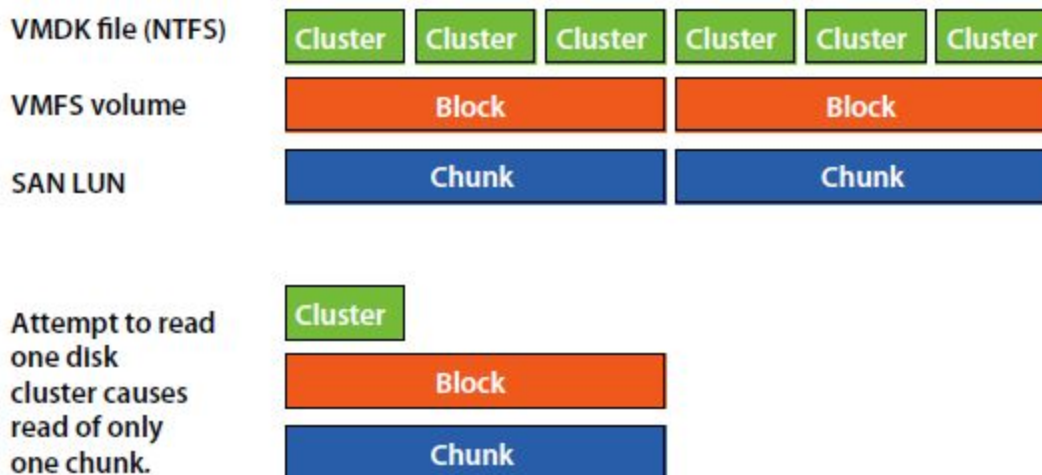 VMDK file (NTFS)
Cluster Cluster Cluster Cluster Cluster Cluster
VMFS volume
Block Block
SAN LUN
Chunk Chunk
Cluster
Attempt to read
one disk
cluster causes
read of only
one chunk.
Block
Chunk